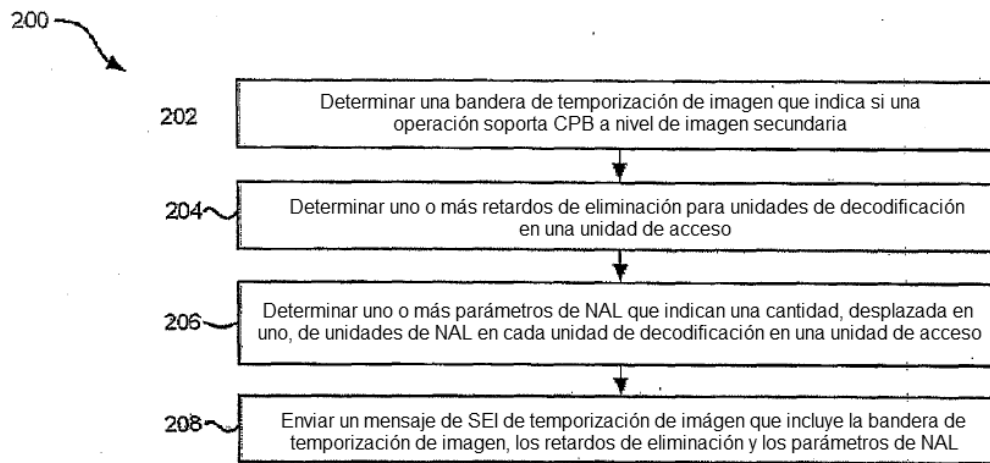 200
202
Determinar una bandera de temporización de imagen que indica si una
operación soporta CPB a nivel de imagen secundaria
204
Determinar uno o más retardos de eliminación para unidades de decodificación
en una unidad de acceso
206
Determinar uno o más parámetros de NAL que indican una cantidad, desplazada en
uno, de unidades de NAL en cada unidad de decodificación en una unidad de acceso
208
Enviar un mensaje de SEI de temporización de imágen que incluye la bandera de
temporización de imagen, los retardos de eliminación y los parámetros de NAL